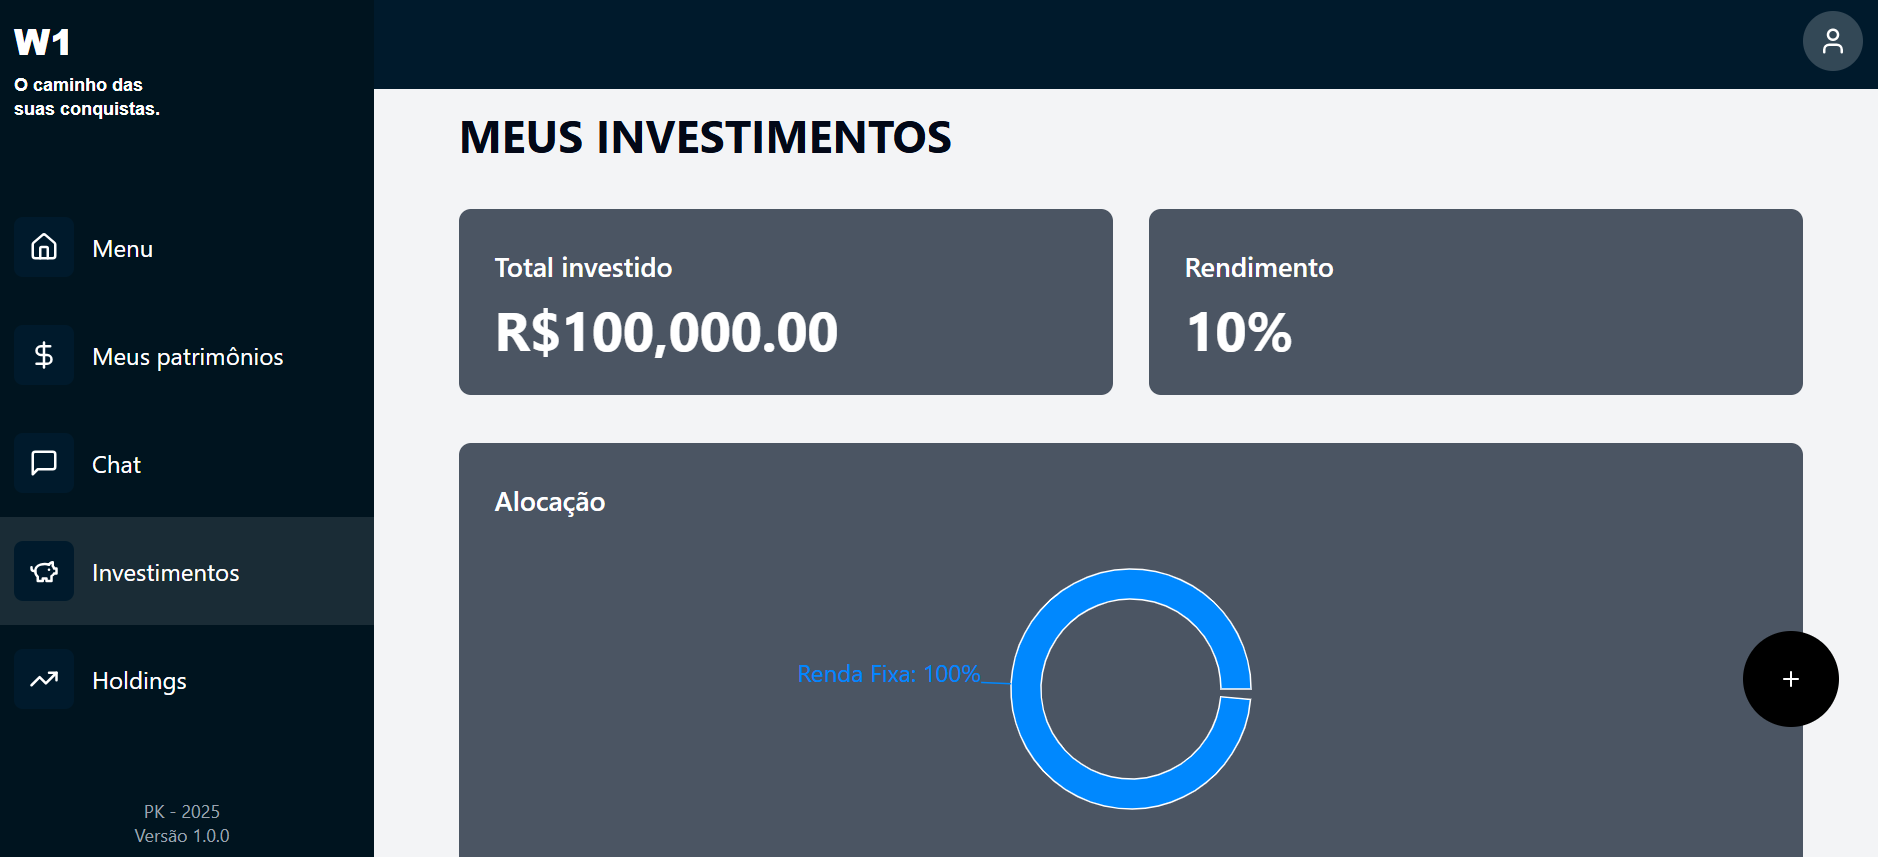 W1
O caminho das
suas conquistas.
Menu
Meus patrimônios
Chat
Investimentos
Holdings
PK - 2025
Versão 1.0.0
MEUS INVESTIMENTOS
Total investido
R$100,000.00
Rendimento
10%
Alocação
Renda Fixa: 100%